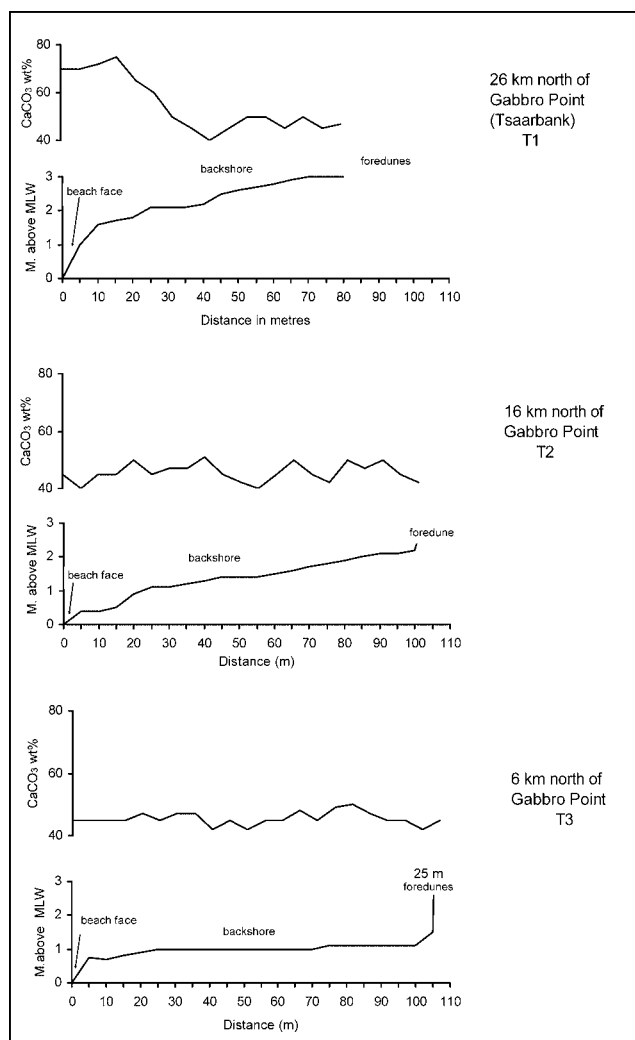 80
60
40
CaCO₃ wt%
26 km north of
Gabbro Point
(Tsaarbank)
T1
3
2
1
0
M. above MLW
beach face
backshore
foredunes
0 10 20 30 40 50 60 70 80 90 100 110
Distance in metres
80
60
40
CaCO₃ wt%
16 km north of
Gabbro Point
T2
3
2
1
0
M. above MLW
beach face
backshore
foredune
0 10 20 30 40 50 60 70 80 90 100 110
Distance (m)
80
60
40
CaCO₃ wt%
6 km north of
Gabbro Point
T3
3
2
1
0
M.above MLW
beach face
backshore
25 m
foredunes
0 10 20 30 40 50 60 70 80 90 100 110
Distance (m)